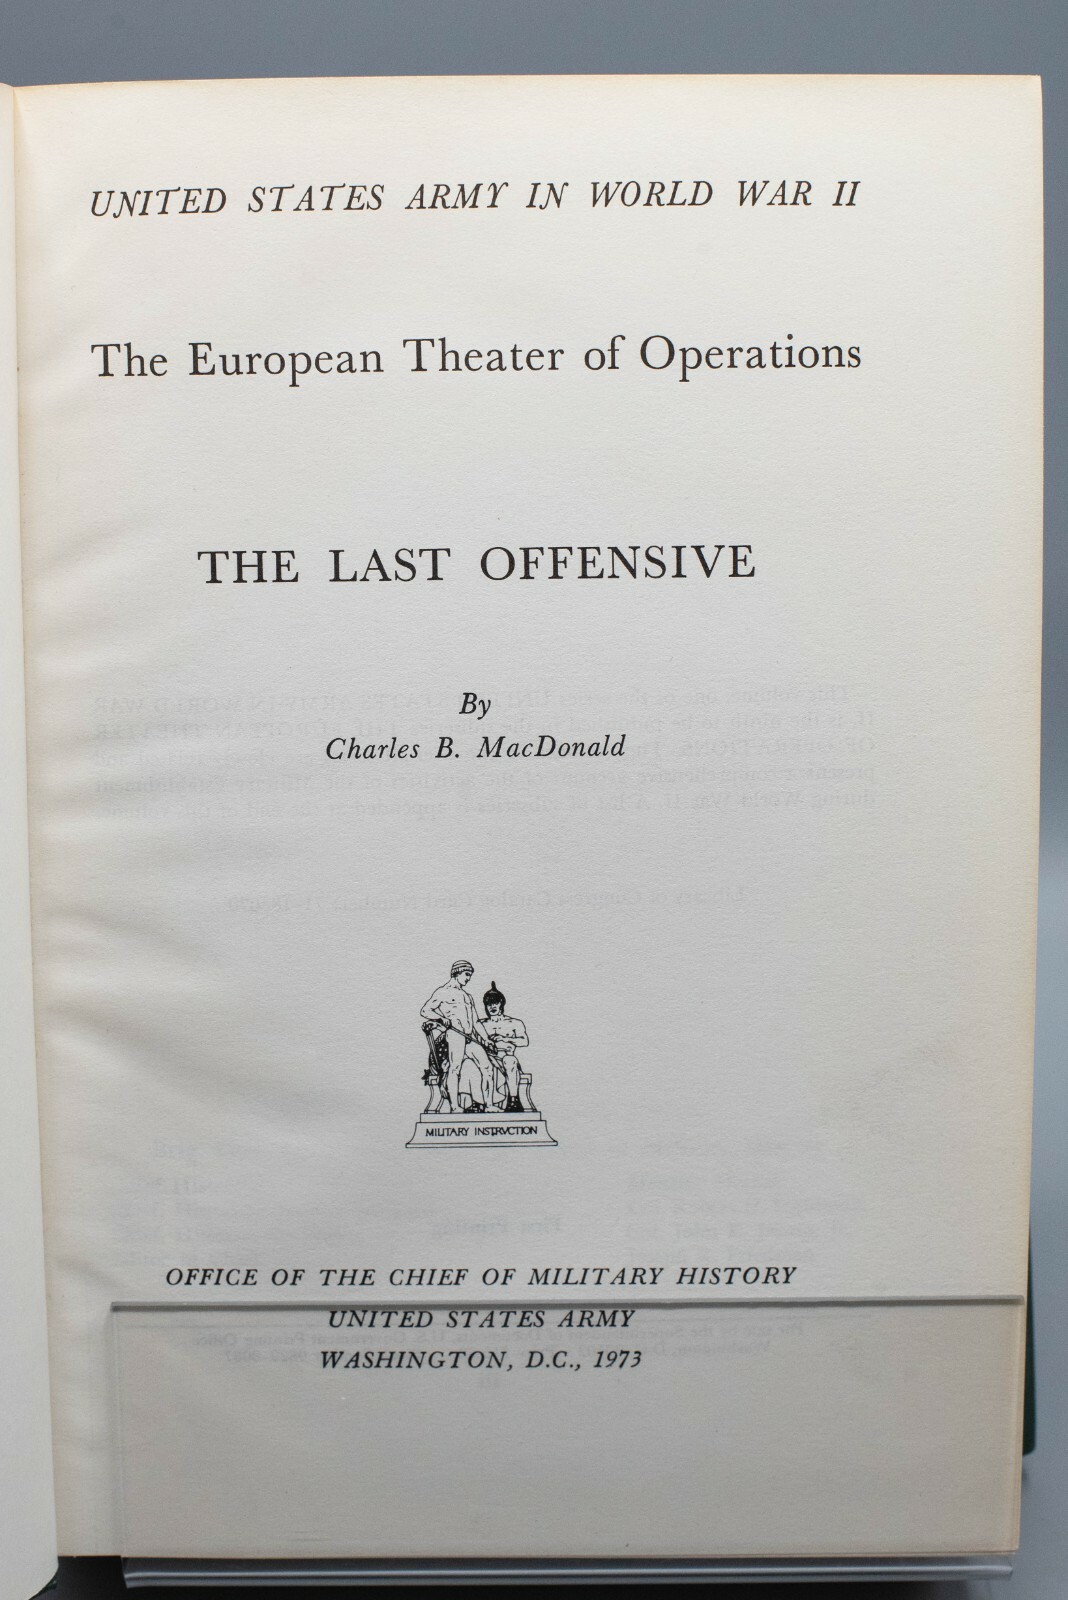 UNITED STATES ARMY IN WORLD WAR II
The European Theater of Operations
THE LAST OFFENSIVE
By
Charles B. MacDonald
MILITARY INSTRVCTION
OFFICE OF THE CHIEF OF MILITARY HISTORY
UNITED STATES ARMY
WASHINGTON, D.C., 1973